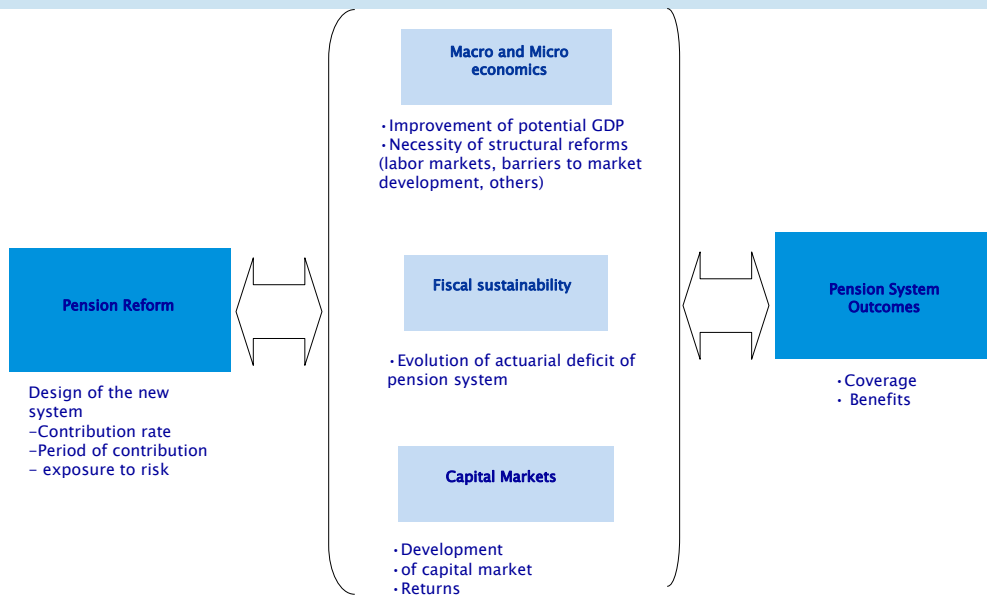 Macro and Micro
economics
•Improvement of potential GDP
•Necessity of structural reforms
(labor markets, barriers to market
development, others)
Pension Reform
Design of the new
system
–Contribution rate
–Period of contribution
– exposure to risk
Fiscal sustainability
•Evolution of actuarial deficit of
pension system
Capital Markets
•Development
•of capital market
•Returns
Pension System
Outcomes
•Coverage
• Benefits